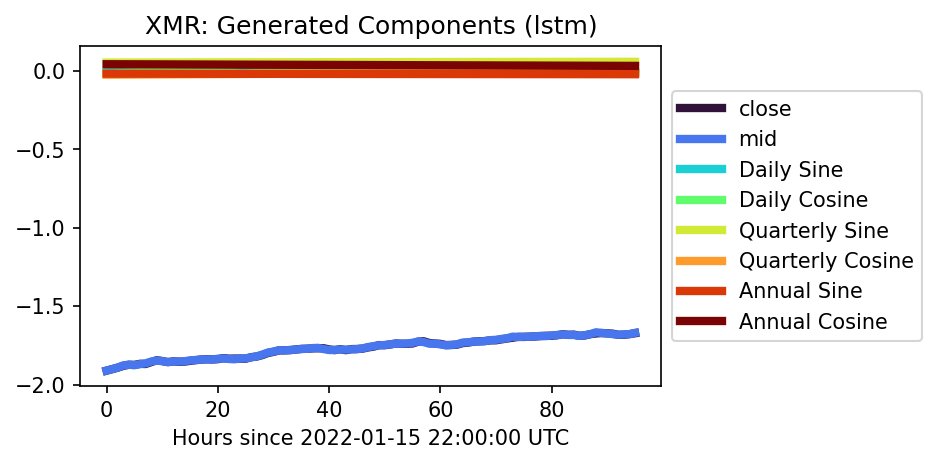 XMR: Generated Components (lstm)
0.0
−0.5
−1.0
−1.5
−2.0
0
20
40
60
80
Hours since 2022-01-15 22:00:00 UTC
close
mid
Daily Sine
Daily Cosine
Quarterly Sine
Quarterly Cosine
Annual Sine
Annual Cosine